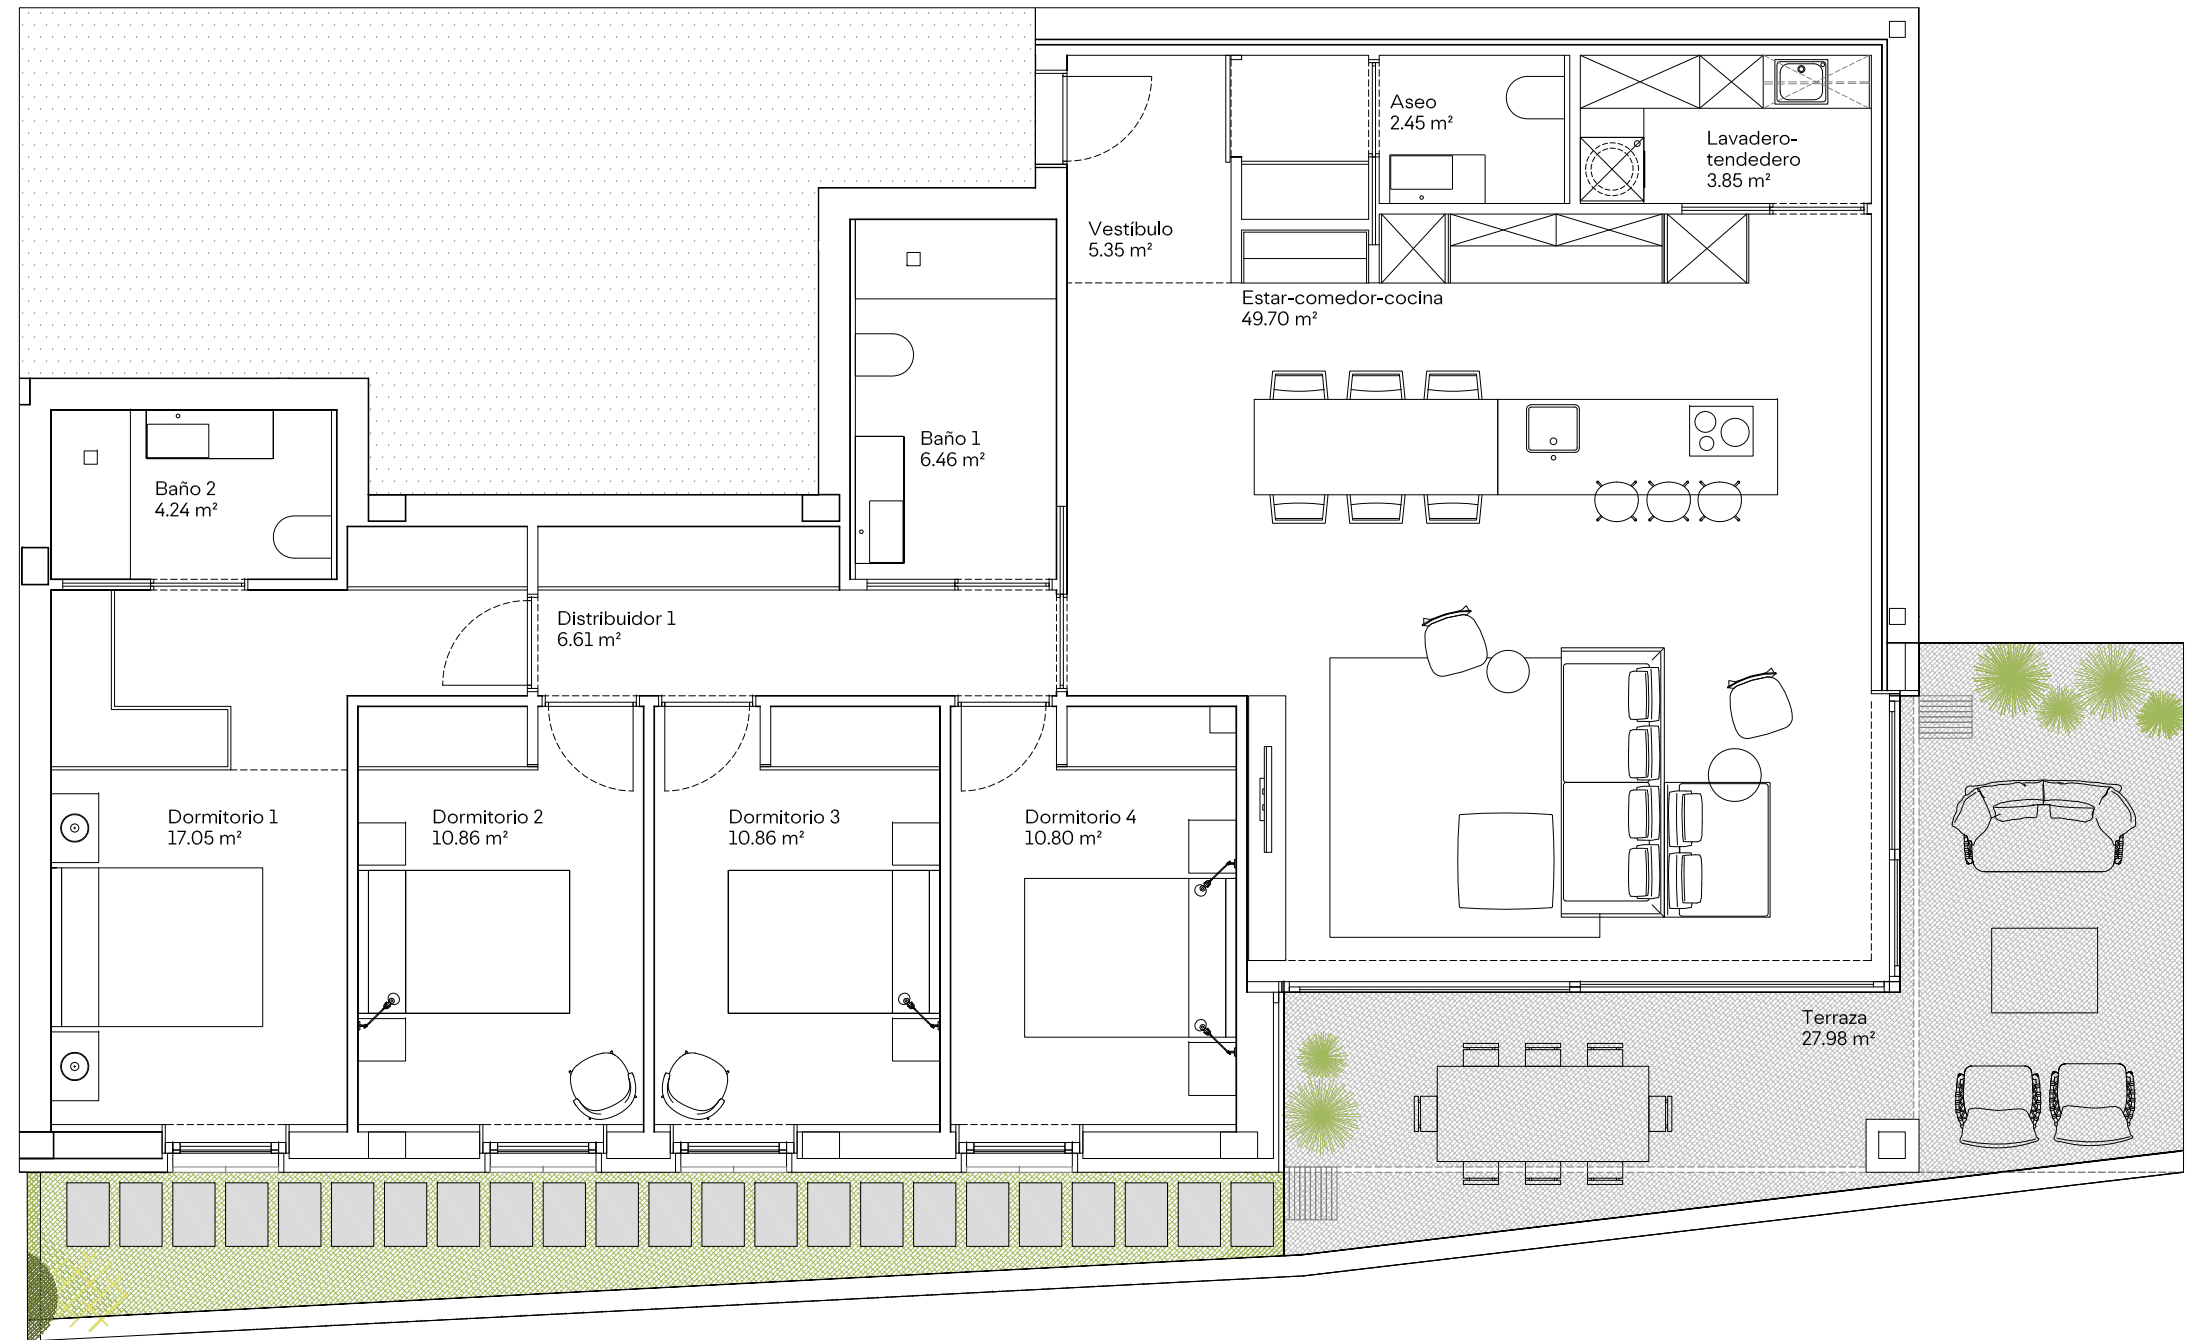 Aseo
2.45 m²
Lavadero-
tendedero
3.85 m²
Vestíbulo
5.35 m²
Estar-comedor-cocina
49.70 m²
Baño 1
6.46 m²
Baño 2
4.24 m²
Distribuidor 1
6.61 m²
Dormitorio 1
17.05 m²
Dormitorio 2
10.86 m²
Dormitorio 3
10.86 m²
Dormitorio 4
10.80 m²
Terraza
27.98 m²